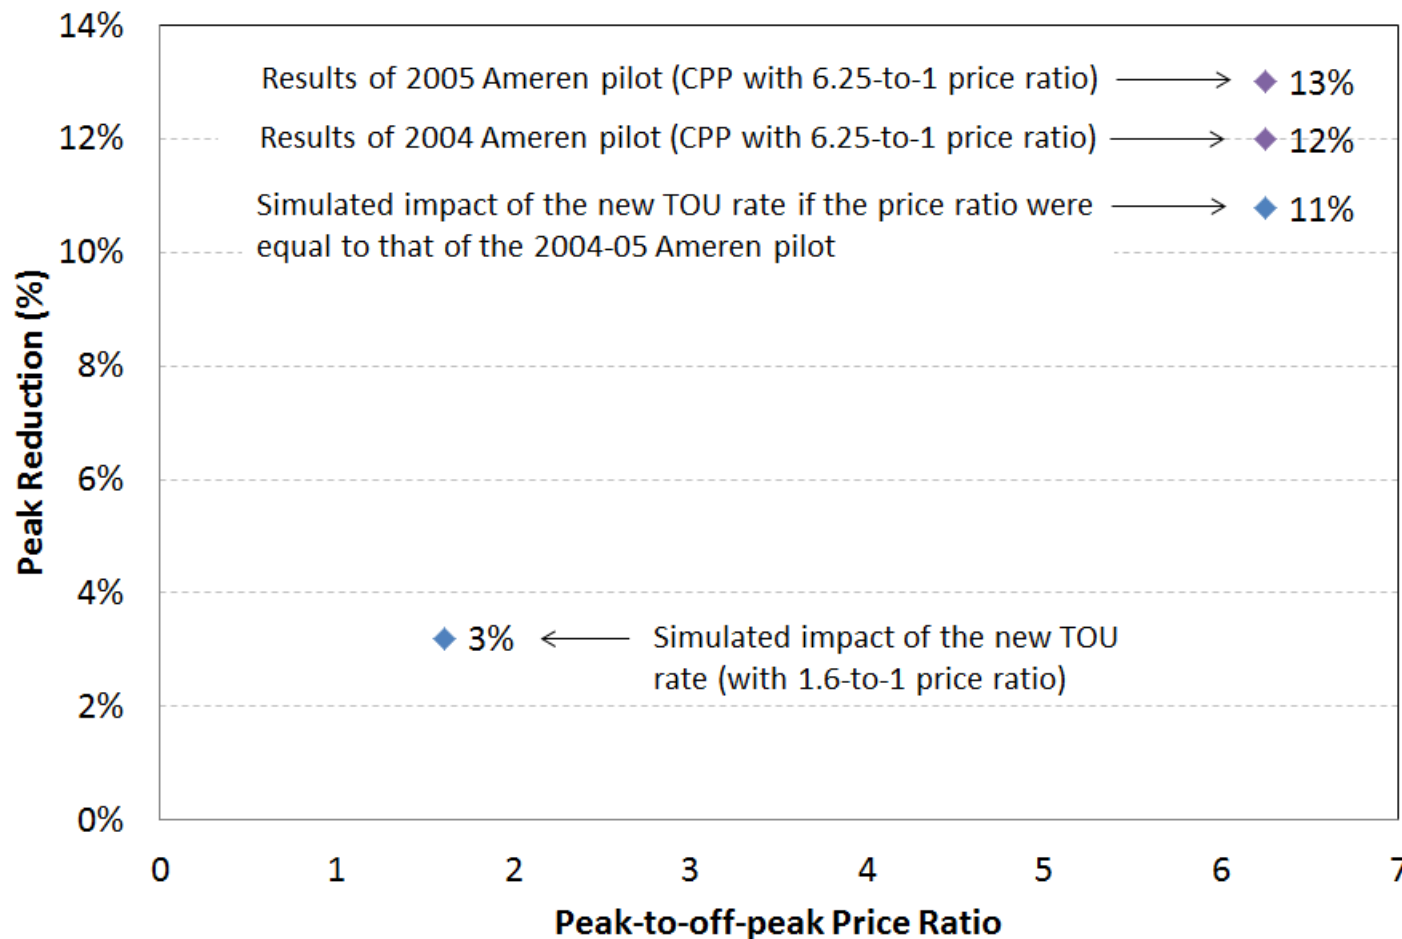 14%
Results of 2005 Ameren pilot (CPP with 6.25-to-1 price ratio)
13%
12%
Results of 2004 Ameren pilot (CPP with 6.25-to-1 price ratio)
12%
Simulated impact of the new TOU rate if the price ratio were
equal to that of the 2004-05 Ameren pilot
11%
10%
8%
6%
4%
3%
Simulated impact of the new TOU
rate (with 1.6-to-1 price ratio)
2%
0%
Peak Reduction (%)
0 1 2 3 4 5 6 7
Peak-to-off-peak Price Ratio